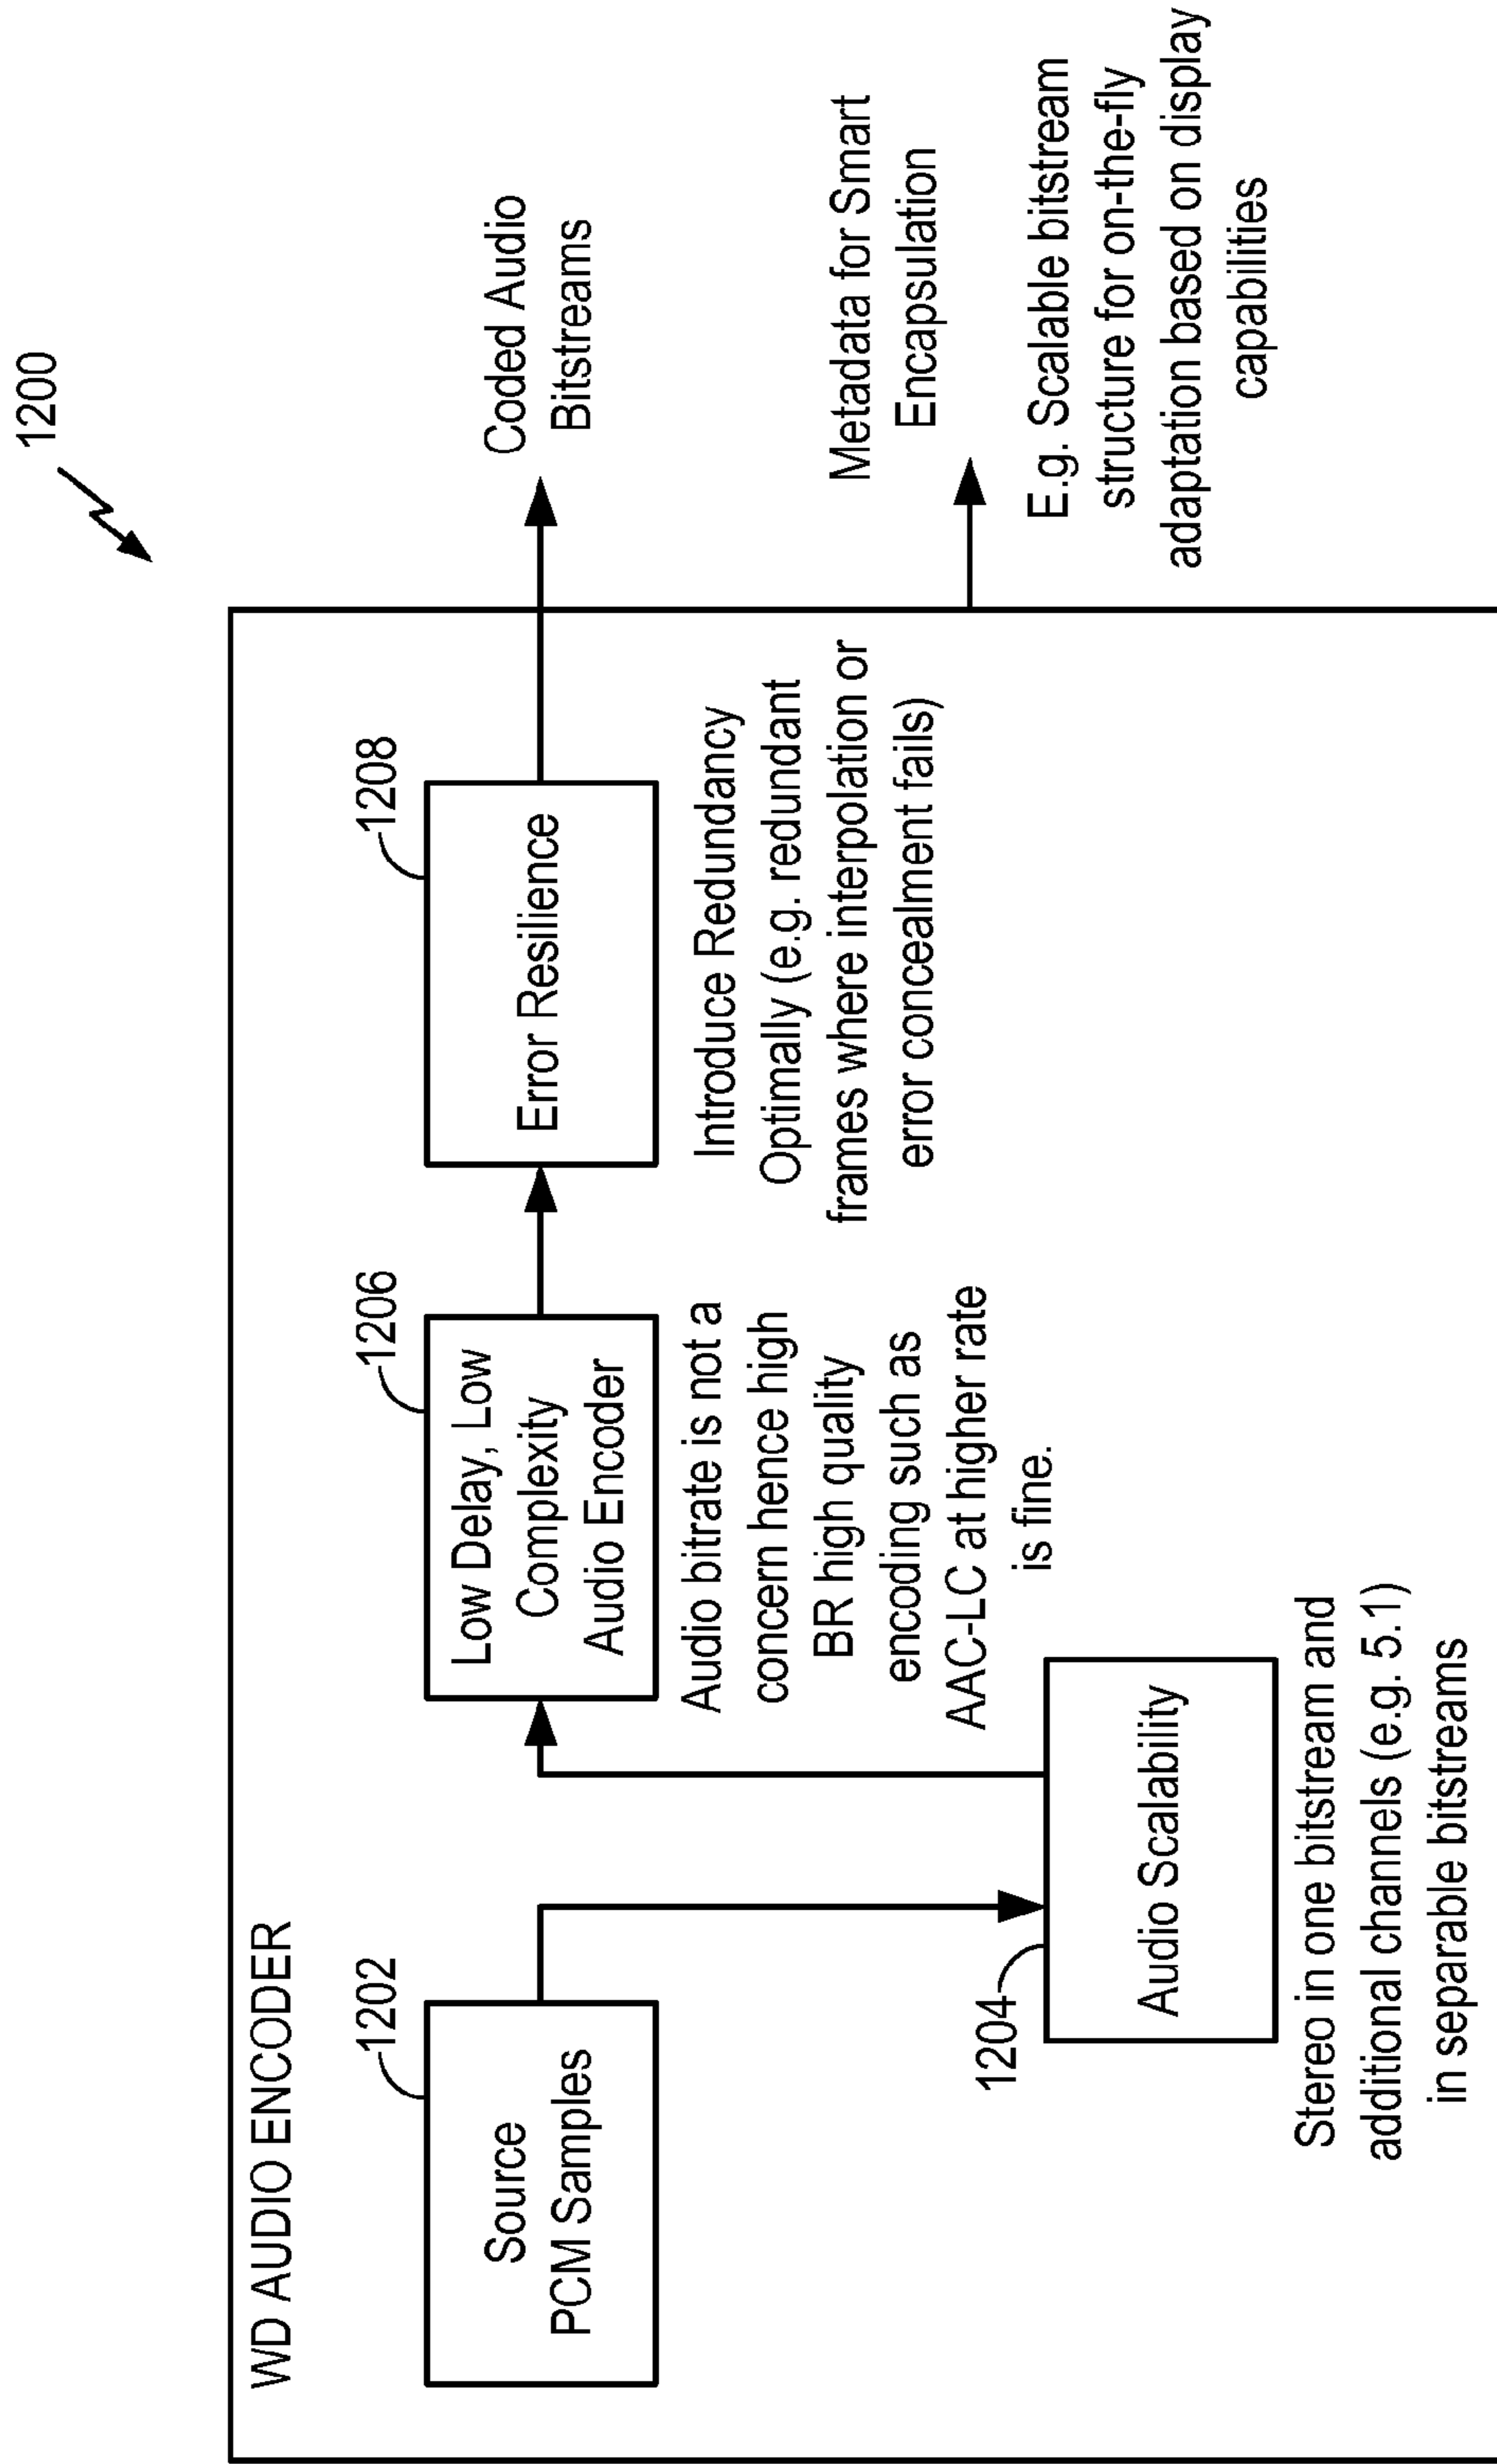 1200
WD AUDIO ENCODER
1202
Source
PCM Samples
1204
Audio Scalability
Stereo in one bitstream and
additional channels (e.g. 5.1)
in separable bitstreams
1206
Low Delay, Low
Complexity
Audio Encoder
Audio bitrate is not a
concern hence high
BR high quality
encoding such as
AAC-LC at higher rate
is fine.
1208
Error Resilience
Introduce Redundancy
Optimally (e.g. redundant
frames where interpolation or
error concealment fails)
Coded Audio
Bitstreams
Metadata for Smart
Encapsulation
E.g. Scalable bitstream
structure for on-the-fly
adaptation based on display
capabilities